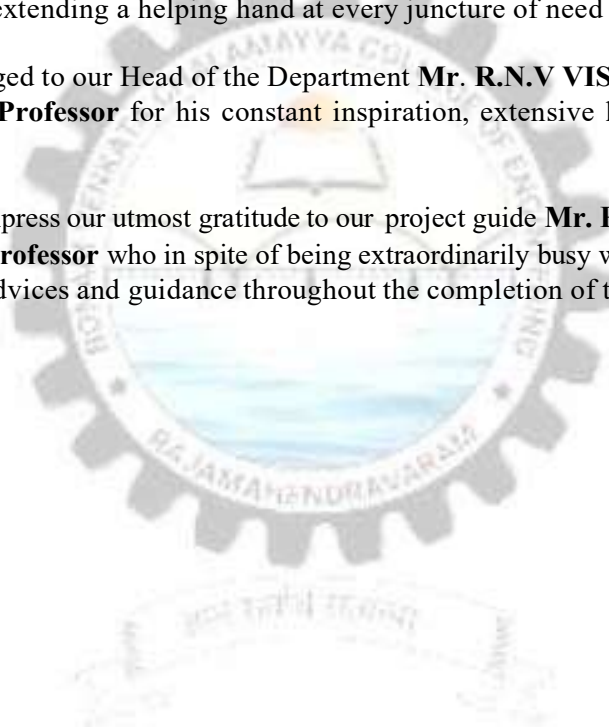 extending a helping hand at every juncture of need
ged to our Head of the Department Mr. R.N.V VIS
Professor for his constant inspiration, extensive
press our utmost gratitude to our project guide Mr.
rofessor who in spite of being extraordinarily busy
dvices and guidance throughout the completion of
RAJAMAHENDRAVARAM